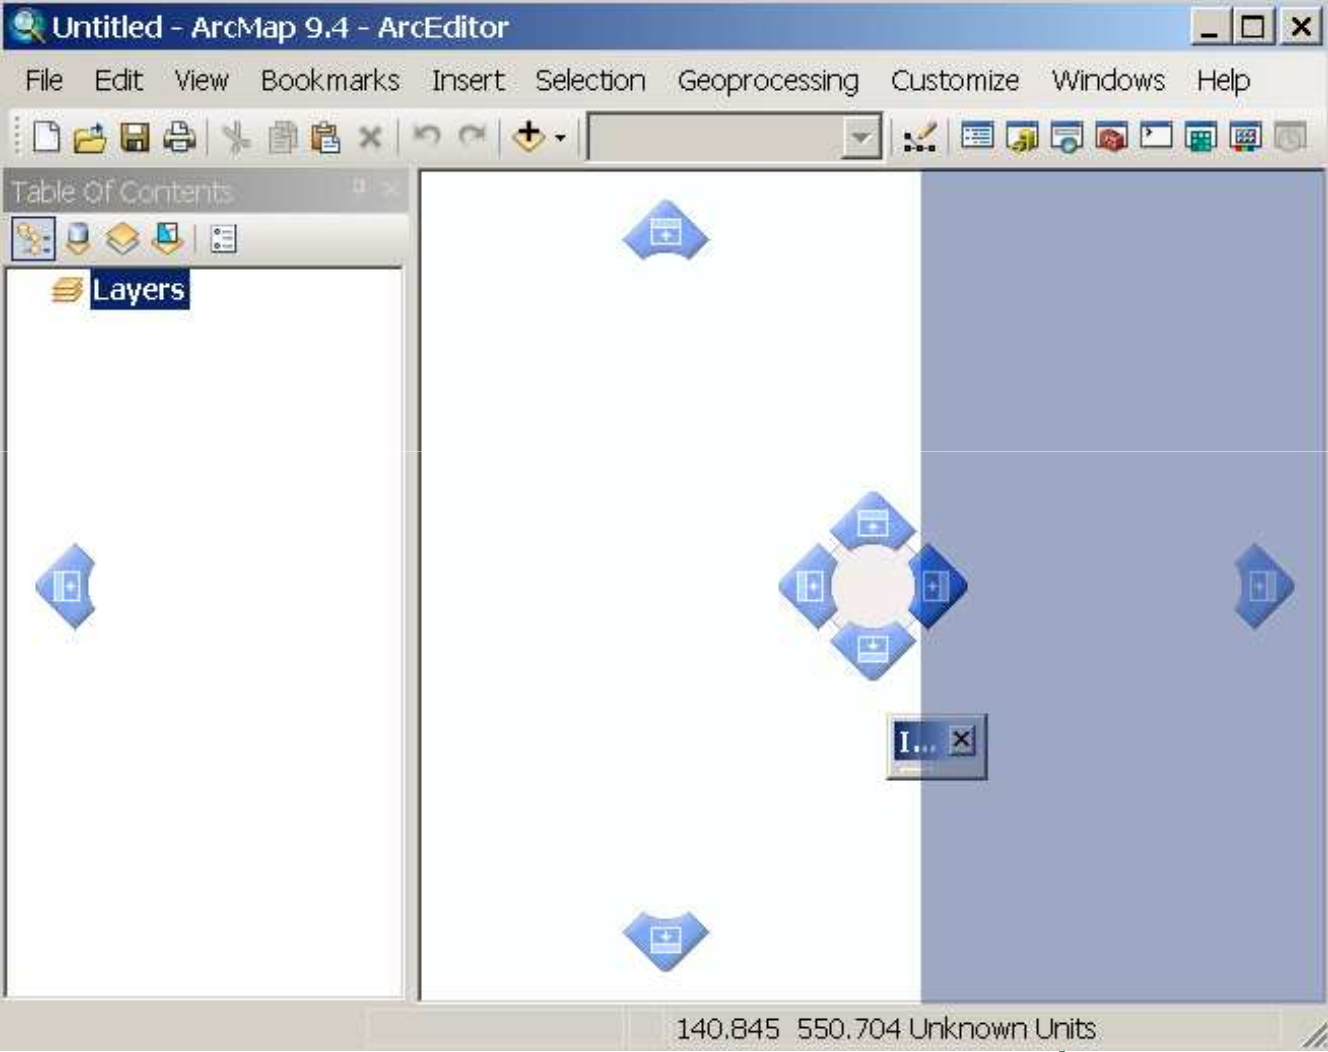 Untitled - ArcMap 9.4 - ArcEditor
File Edit View Bookmarks Insert Selection Geoprocessing Customize Windows Help
Table Of Contents
Layers
I...
140.845 550.704 Unknown Units